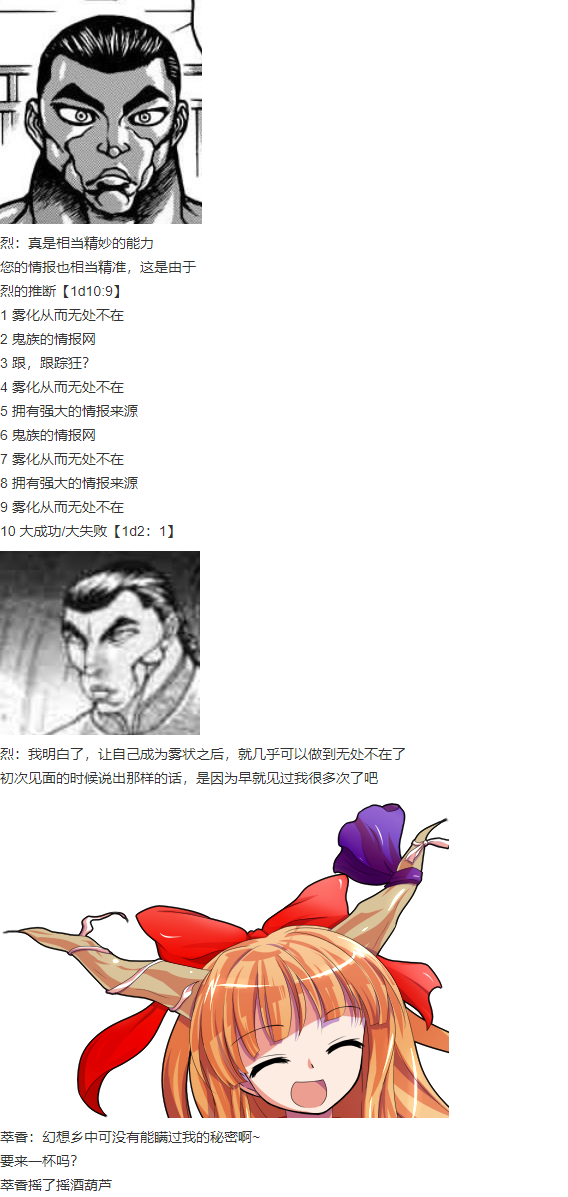 烈：真是相当精妙的能力
您的情报也相当精准，这是由于
烈的推断【1d10:9】
1 雾化从而无处不在
2 鬼族的情报网
3 跟，跟踪狂？
4 雾化从而无处不在
5 拥有强大的情报来源
6 鬼族的情报网
7 雾化从而无处不在
8 拥有强大的情报来源
9 雾化从而无处不在
10 大成功/大失败【1d2：1】
烈：我明白了，让自己成为雾状之后，就几乎可以做到无处不在了
初次见面的时候说出那样的话，是因为早就见过我很多次了吧
萃香：幻想乡中可没有能瞒过我的秘密啊~
要来一杯吗？
萃香摇了摇酒葫芦